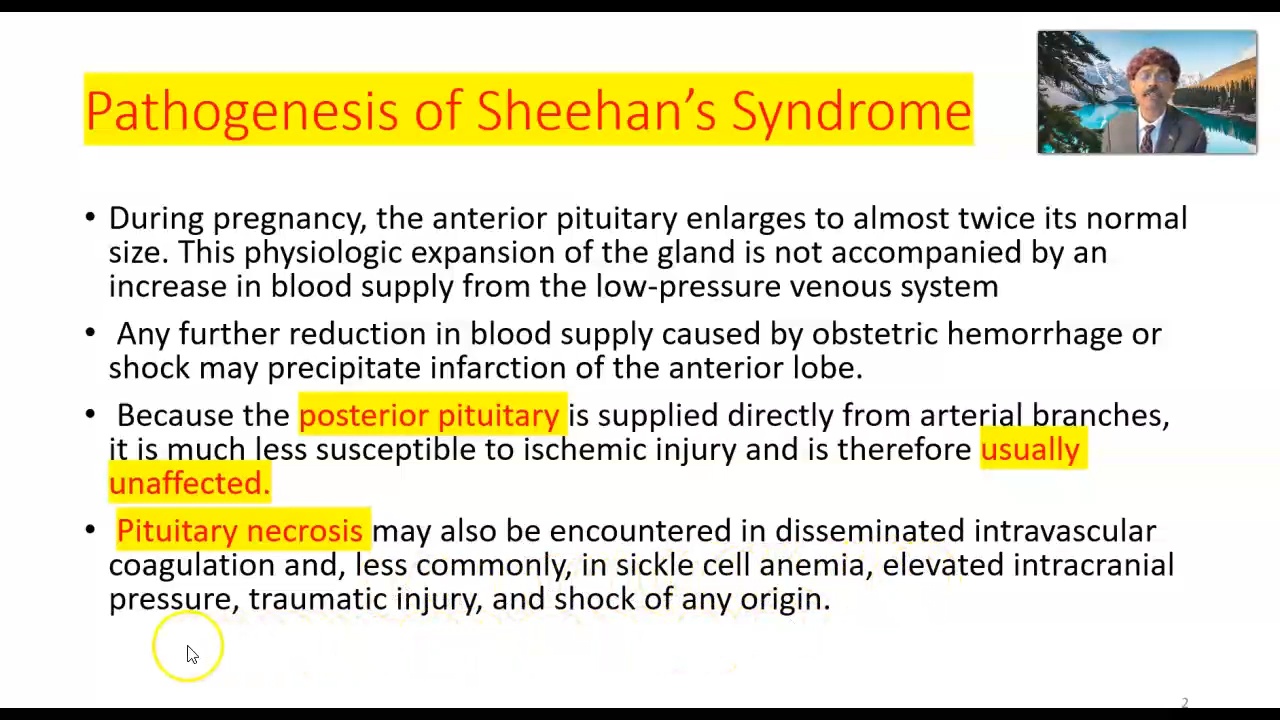 Pathogenesis of Sheehan's Syndrome
• During pregnancy, the anterior pituitary enlarges to almost twice its normal
size. This physiologic expansion of the gland is not accompanied by an
increase in blood supply from the low-pressure venous system
• Any further reduction in blood supply caused by obstetric hemorrhage or
shock may precipitate infarction of the anterior lobe.
• Because the posterior pituitary is supplied directly from arterial branches,
it is much less susceptible to ischemic injury and is therefore usually
unaffected.
• Pituitary necrosis may also be encountered in disseminated intravascular
coagulation and, less commonly, in sickle cell anemia, elevated intracranial
pressure, traumatic injury, and shock of any origin.
2